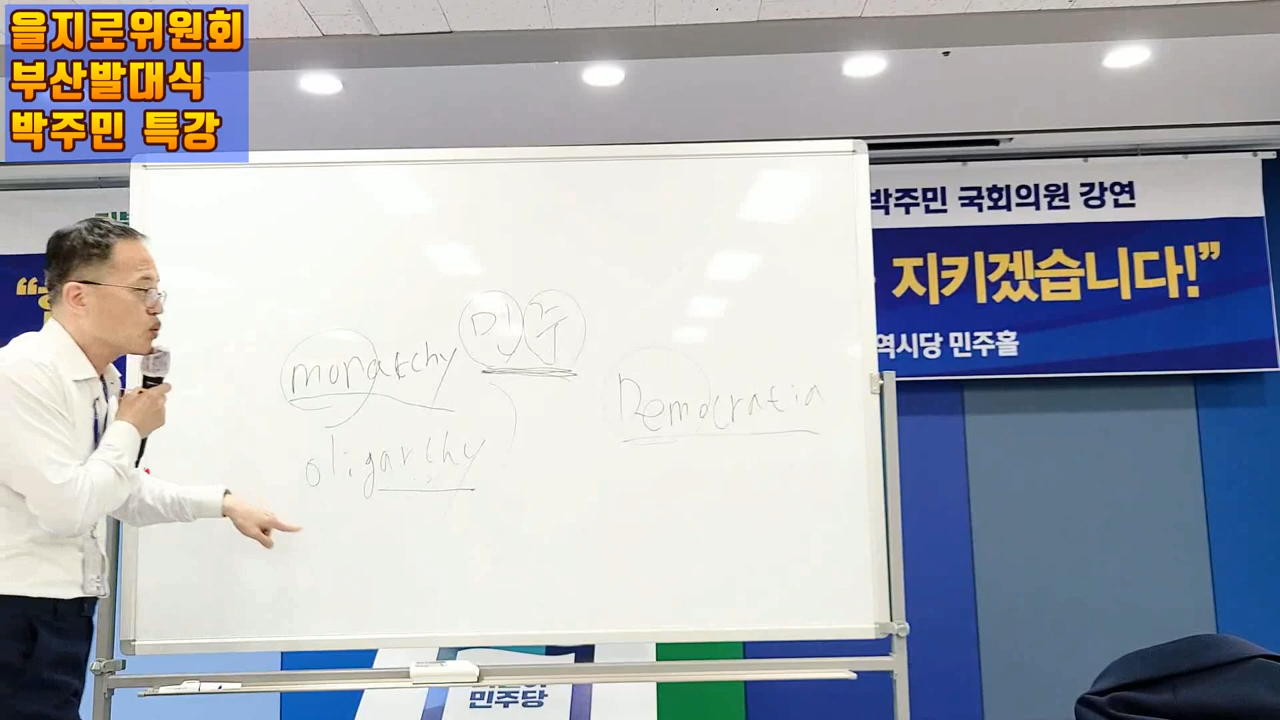 을지로위원회
부산발대식
박주민 특강
박주민 국회의원 강연
지키겠습니다!”
역시당 민주홀
민주
monarchy
Democratia
oligarchy
민주당